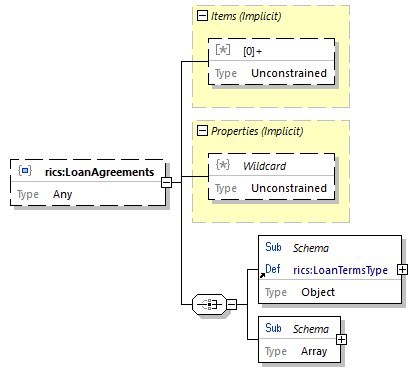 Items (Implicit)
[0]+
Type Unconstrained
Properties (Implicit)
Wildcard
Type Unconstrained
rics:LoanAgreements
Type Any
Sub Schema
Def rics:LoanTermsType
Type Object
Sub Schema
Type Array